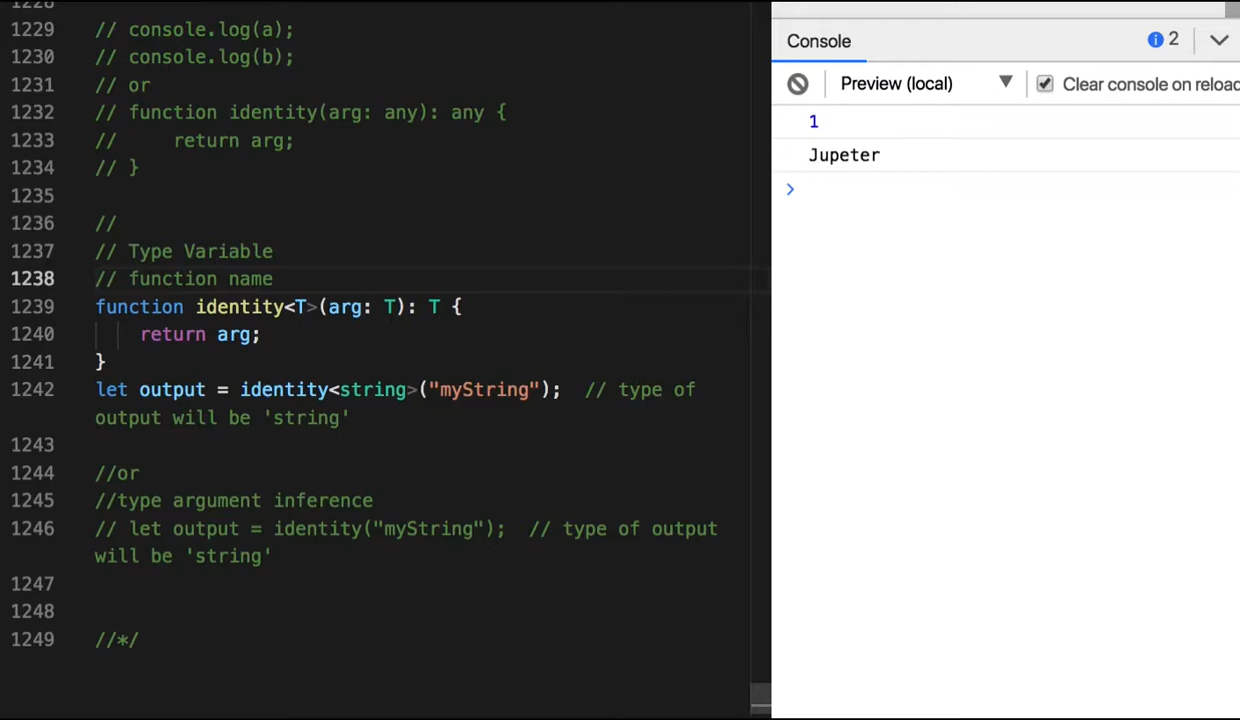 1228
1229 // console.log(a);
1230 // console.log(b);
1231 // or
1232 // function identity(arg: any): any {
1233 //     return arg;
1234 // }
1235
1236 //
1237 // Type Variable
1238 // function name
1239 function identity<T>(arg: T): T {
1240     return arg;
1241 }
1242 let output = identity<string>("myString");  // type of
output will be 'string'
1243
1244 //or
1245 //type argument inference
1246 // let output = identity("myString");  // type of output
will be 'string'
1247
1248
1249 //*/
Console
2
Preview (local)
Clear console on reload
1
Jupeter